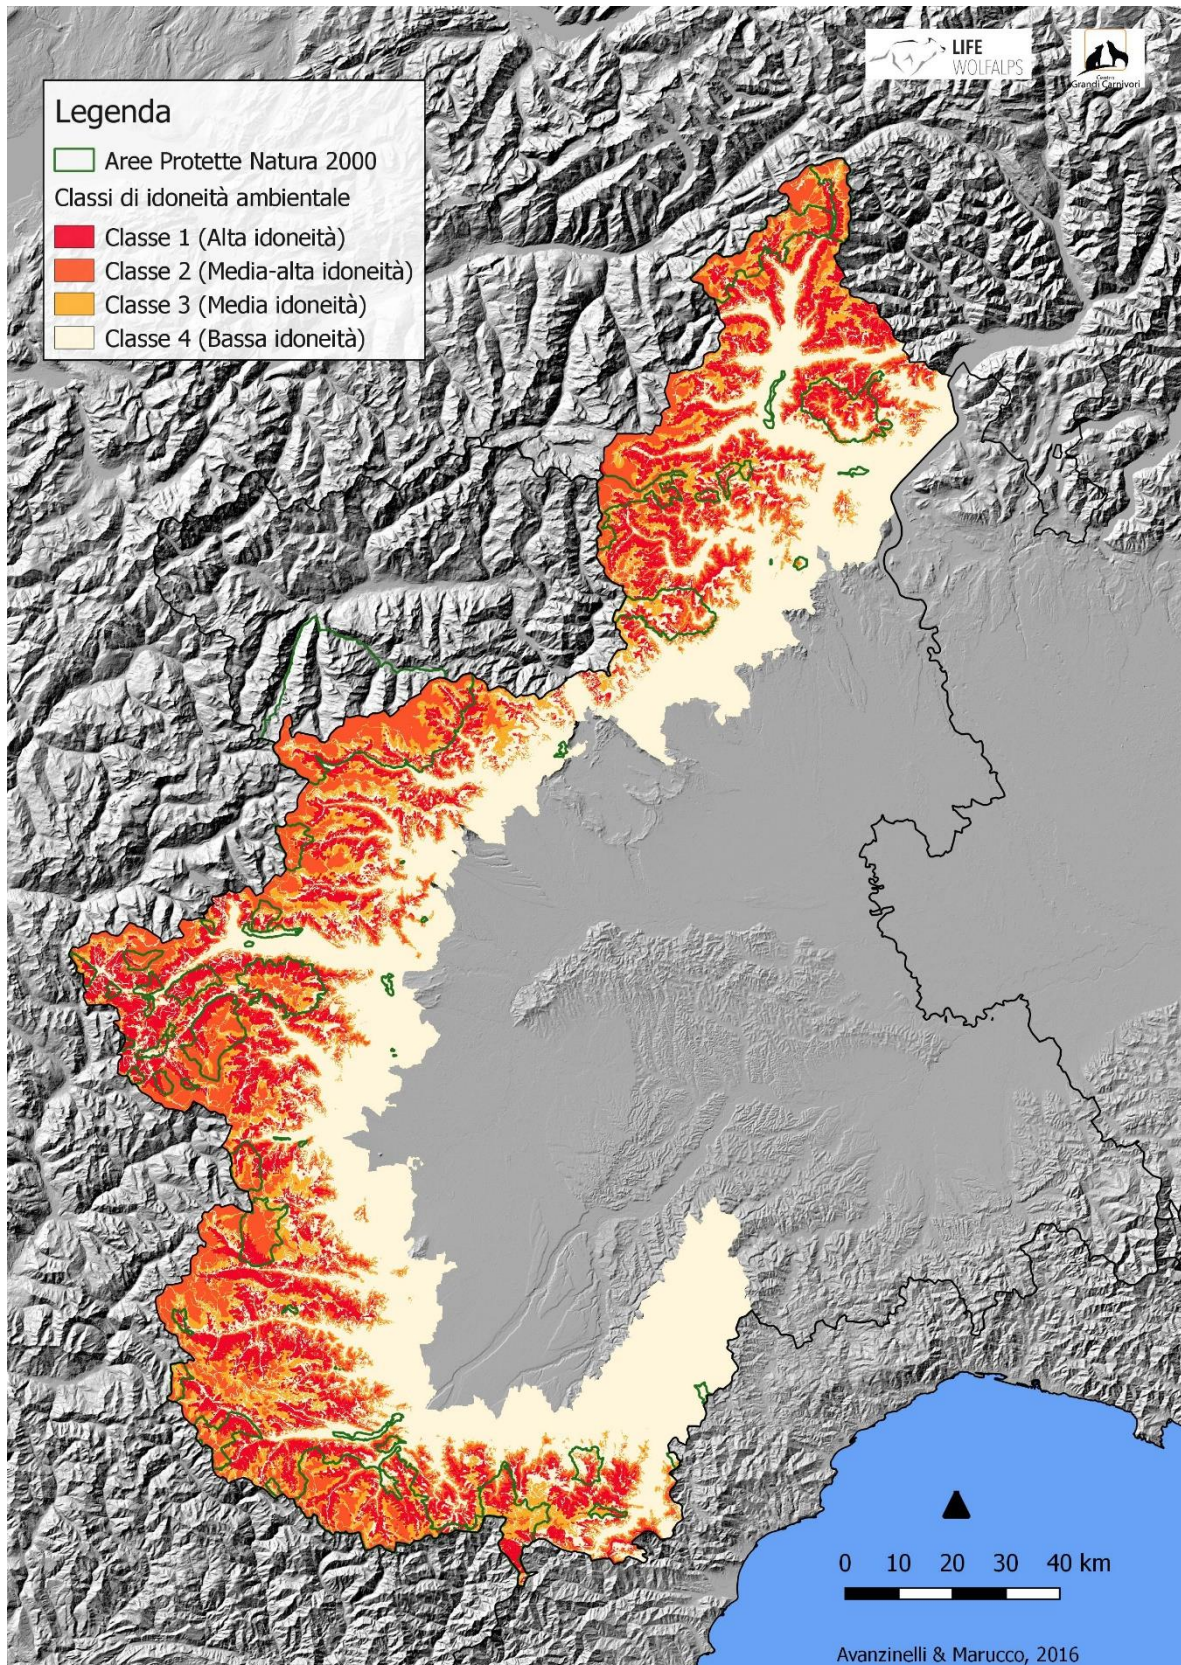 LIFE
WOLFALPS
Centro
Grandi Carnivori
Legenda
Aree Protette Natura 2000
Classi di idoneità ambientale
Classe 1 (Alta idoneità)
Classe 2 (Media-alta idoneità)
Classe 3 (Media idoneità)
Classe 4 (Bassa idoneità)
0 10 20 30 40 km
Avanzinelli & Marucco, 2016